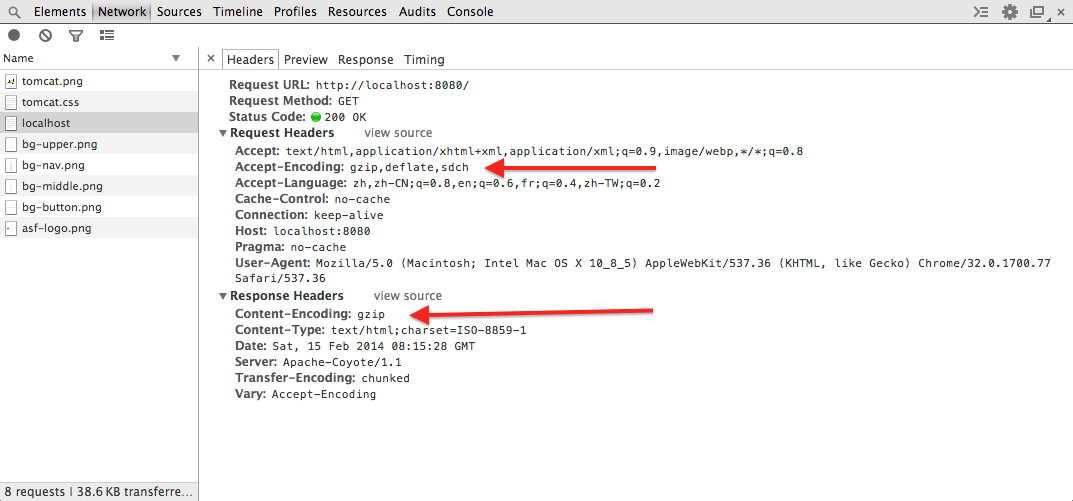 Elements Network Sources Timeline Profiles Resources Audits Console
Name
Headers Preview Response Timing
tomcat.png
tomcat.css
localhost
bg-upper.png
bg-nav.png
bg-middle.png
bg-button.png
asf-logo.png
Request URL: http://localhost:8080/
Request Method: GET
Status Code: 200 OK
Request Headers view source
Accept: text/html,application/xhtml+xml,application/xml;q=0.9,image/webp,*/*;q=0.8
Accept-Encoding: gzip,deflate,sdch
Accept-Language: zh,zh-CN;q=0.8,en;q=0.6,fr;q=0.4,zh-TW;q=0.2
Cache-Control: no-cache
Connection: keep-alive
Host: localhost:8080
Pragma: no-cache
User-Agent: Mozilla/5.0 (Macintosh; Intel Mac OS X 10_8_5) AppleWebKit/537.36 (KHTML, like Gecko) Chrome/32.0.1700.77
Safari/537.36
Response Headers view source
Content-Encoding: gzip
Content-Type: text/html;charset=ISO-8859-1
Date: Sat, 15 Feb 2014 08:15:28 GMT
Server: Apache-Coyote/1.1
Transfer-Encoding: chunked
Vary: Accept-Encoding
8 requests | 38.6 KB transferre...